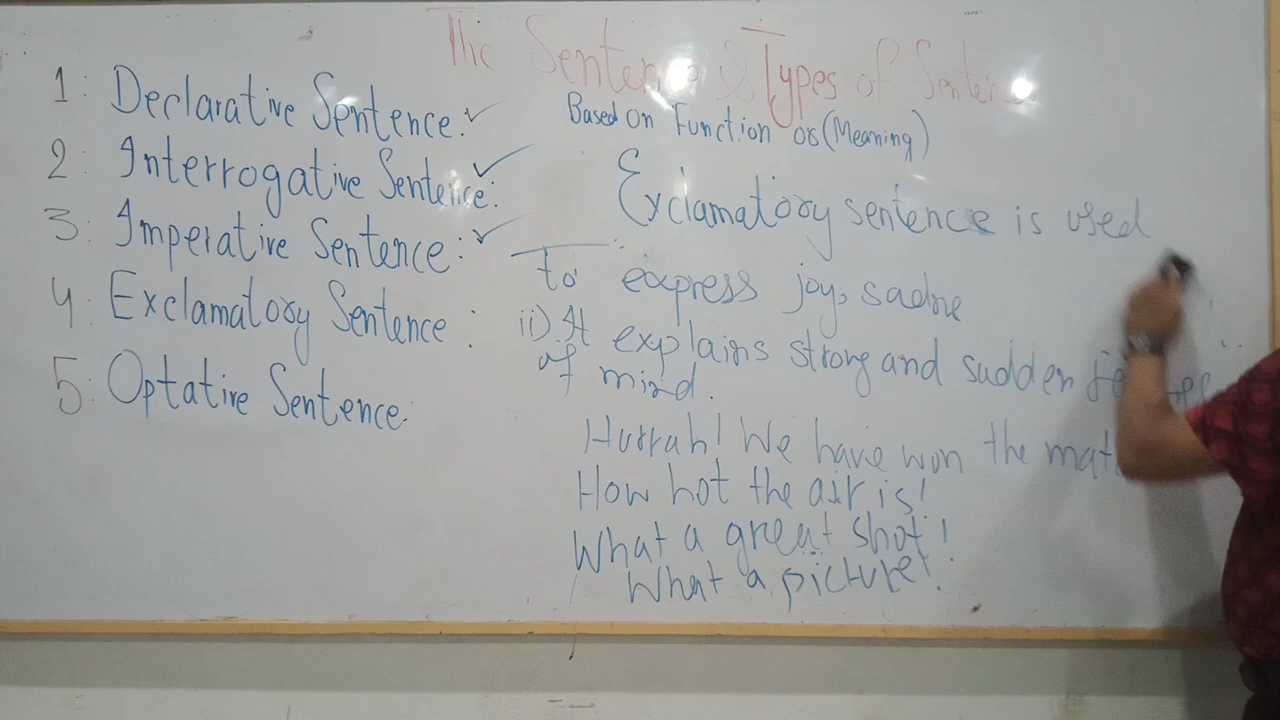 The Sentence & Types of Sentence.
1: Declarative Sentence:✓
2: Interrogative Sentence:✓
3: Imperative Sentence:✓
4: Exclamatory Sentence:
5: Optative Sentence:
Based on Function or (Meaning)
Exclamatory sentence is used
to express joy, sadne
ii) It explains strong and sudden
of mind.
Hurrah! We have won the
How hot the air is!
What a great shot!
What a picture!